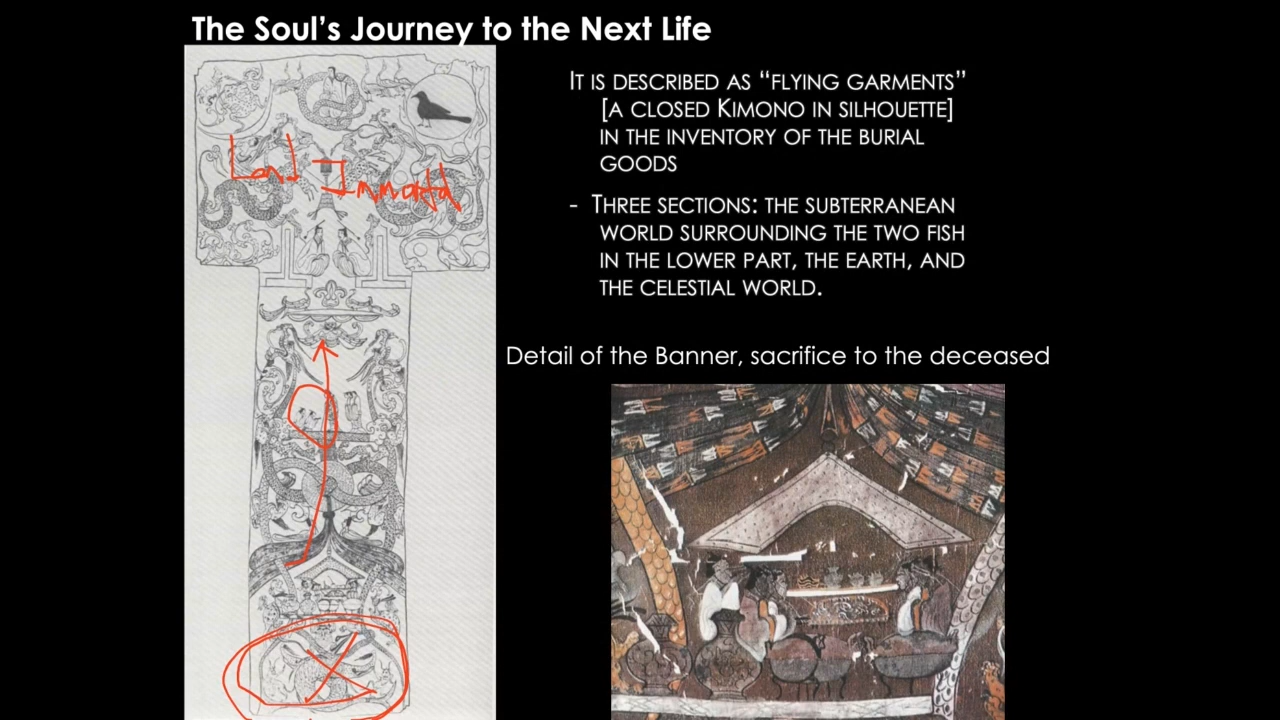 The Soul's Journey to the Next Life
IT IS DESCRIBED AS “FLYING GARMENTS”
[A CLOSED KIMONO IN SILHOUETTE]
IN THE INVENTORY OF THE BURIAL
GOODS
- THREE SECTIONS: THE SUBTERRANEAN
WORLD SURROUNDING THE TWO FISH
IN THE LOWER PART, THE EARTH, AND
THE CELESTIAL WORLD.
Detail of the Banner, sacrifice to the deceased